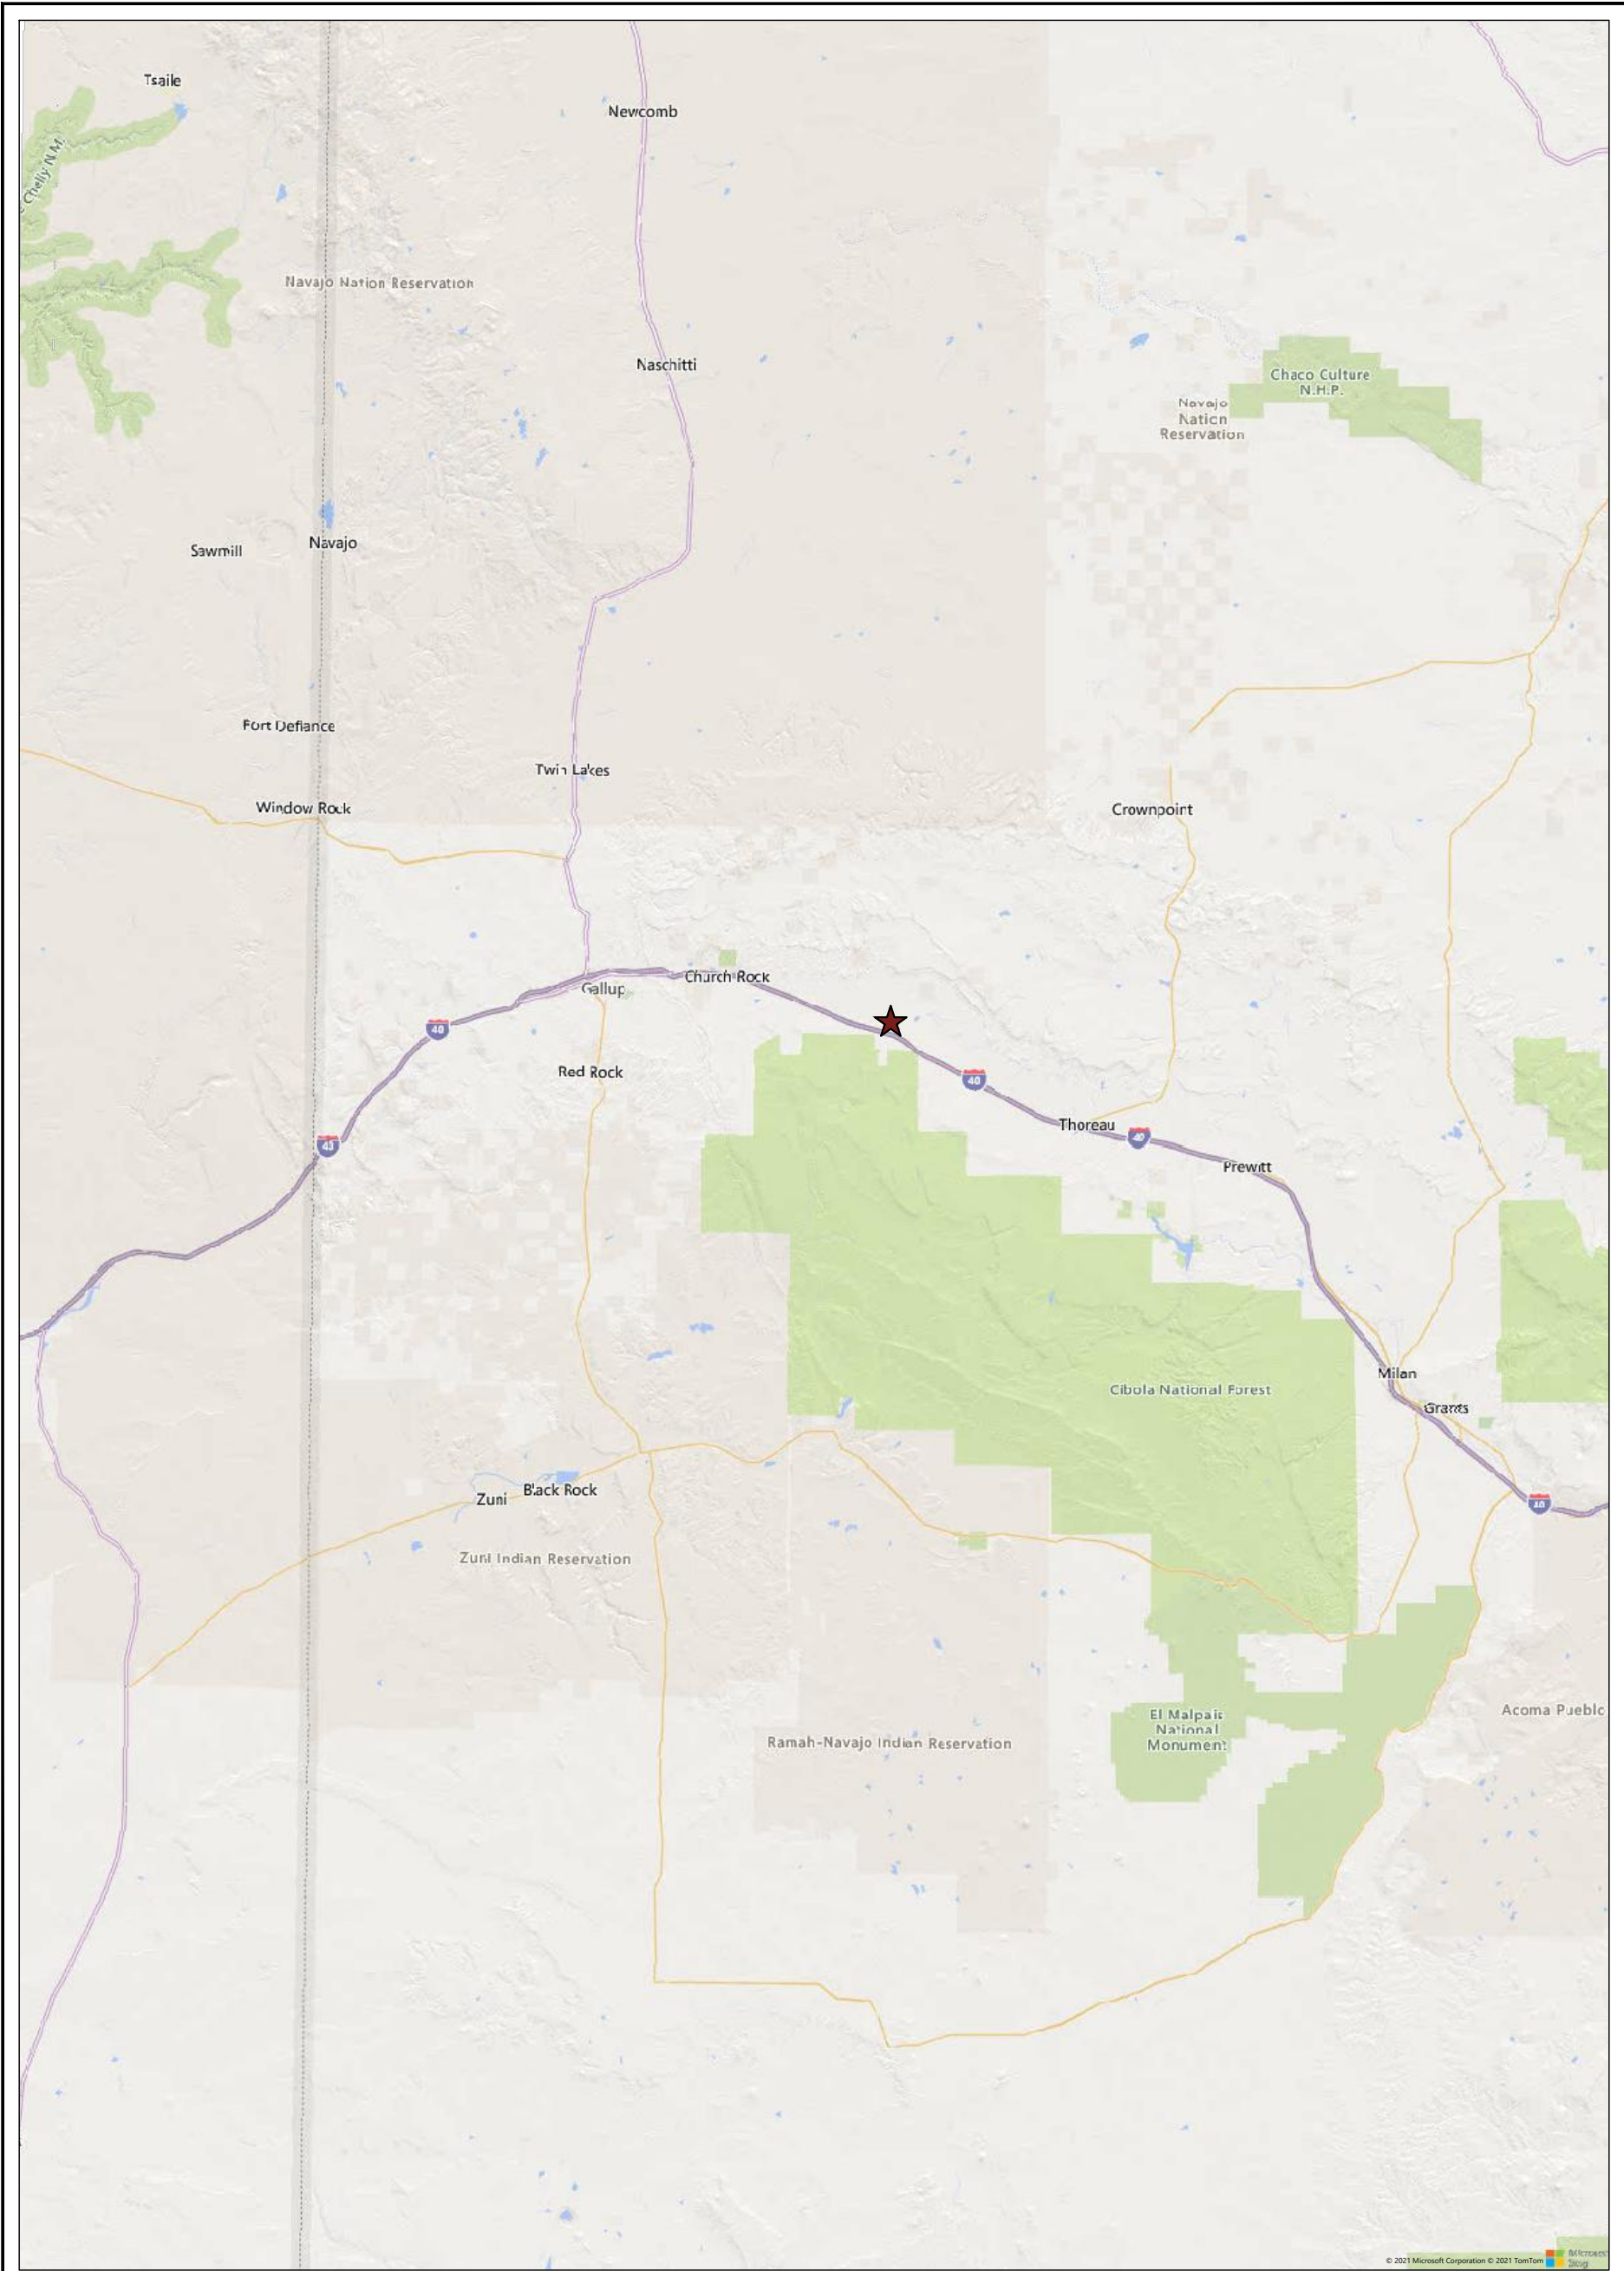 Tsaile
Newcomb
Chelly N.M.
Navajo Nation Reservation
Naschitti
Chaco Culture
N.H.P.
Navajo
Nation
Reservation
Sawmill
Navajo
Fort Defiance
Twin Lakes
Window Rock
Crownpoint
Church Rock
Gallup
40
Red Rock
40
Thoreau
40
40
Prewitt
Milan
Cibola National Forest
Grants
Black Rock
Zuni
40
Zuni Indian Reservation
Acoma Pueblo
El Malpais
National
Monument
Ramah-Navajo Indian Reservation
© 2021 Microsoft Corporation © 2021 TomTom
Microsoft
Bing